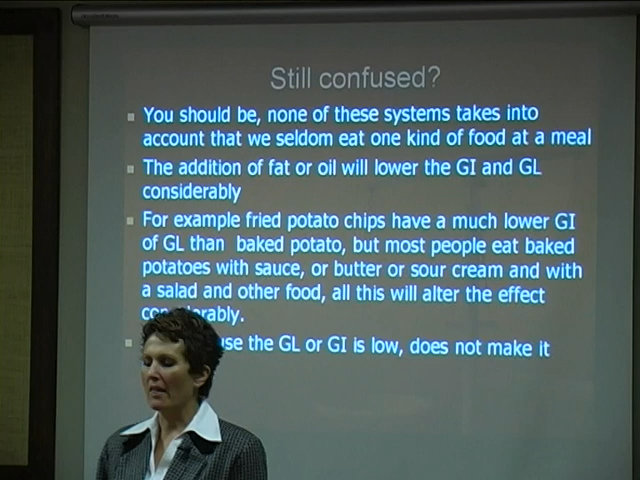 Still confused?
You should be, none of these systems takes into
account that we seldom eat one kind of food at a meal
The addition of fat or oil will lower the GI and GL
considerably
For example fried potato chips have a much lower GI
of GL than baked potato, but most people eat baked
potatoes with sauce, or butter or sour cream and with
a salad and other food, all this will alter the effect
the GL or GI is low, does not make it